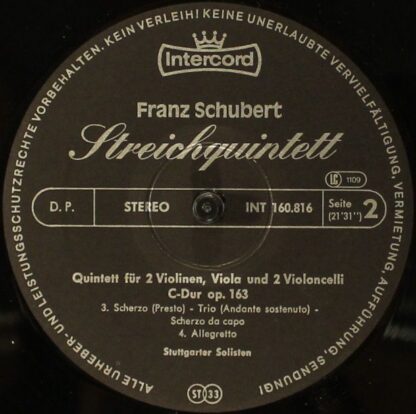 ALLE URHEBER- UND LEISTUNGSSCHUTZRECHTE VORBEHALTEN. KEIN VERLEIH! KEINE UNERLAUBTE VERVIELFÄLTIGUNG, VERMIETUNG, AUFFÜHRUNG, SENDUNG!
Intercord
Franz Schubert
Streichquintett
LC 1109
D. P. STEREO INT 160.816 Seite (21'31") 2
Quintett für 2 Violinen, Viola und 2 Violoncelli
C-Dur op. 163
3. Scherzo (Presto) - Trio (Andante sostenuto) -
Scherzo da capo
4. Allegretto
Stuttgarter Solisten
ST 33